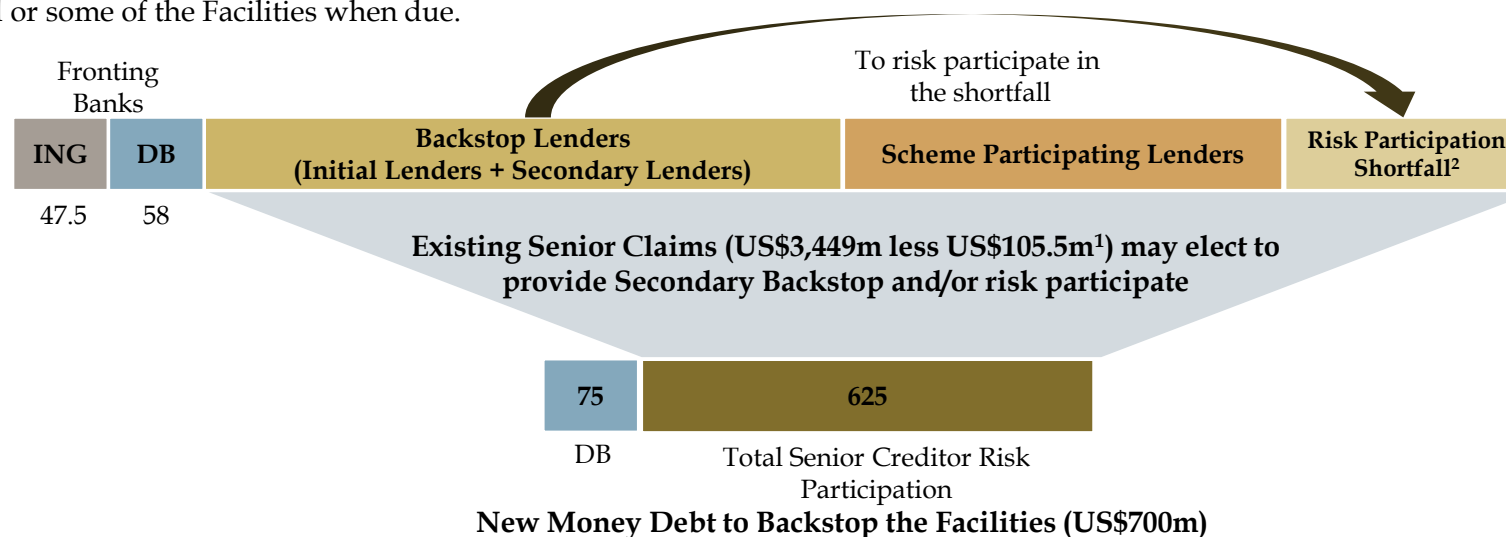 or some of the Facilities when due.
Fronting
Banks
To risk participate in
the shortfall
ING
DB
Backstop Lenders
(Initial Lenders + Secondary Lenders)
Scheme Participating Lenders
Risk Participation
Shortfall²
47.5
58
Existing Senior Claims (US$3,449m less US$105.5m¹) may elect to
provide Secondary Backstop and/or risk participate
75
625
DB
Total Senior Creditor Risk
Participation
New Money Debt to Backstop the Facilities (US$700m)